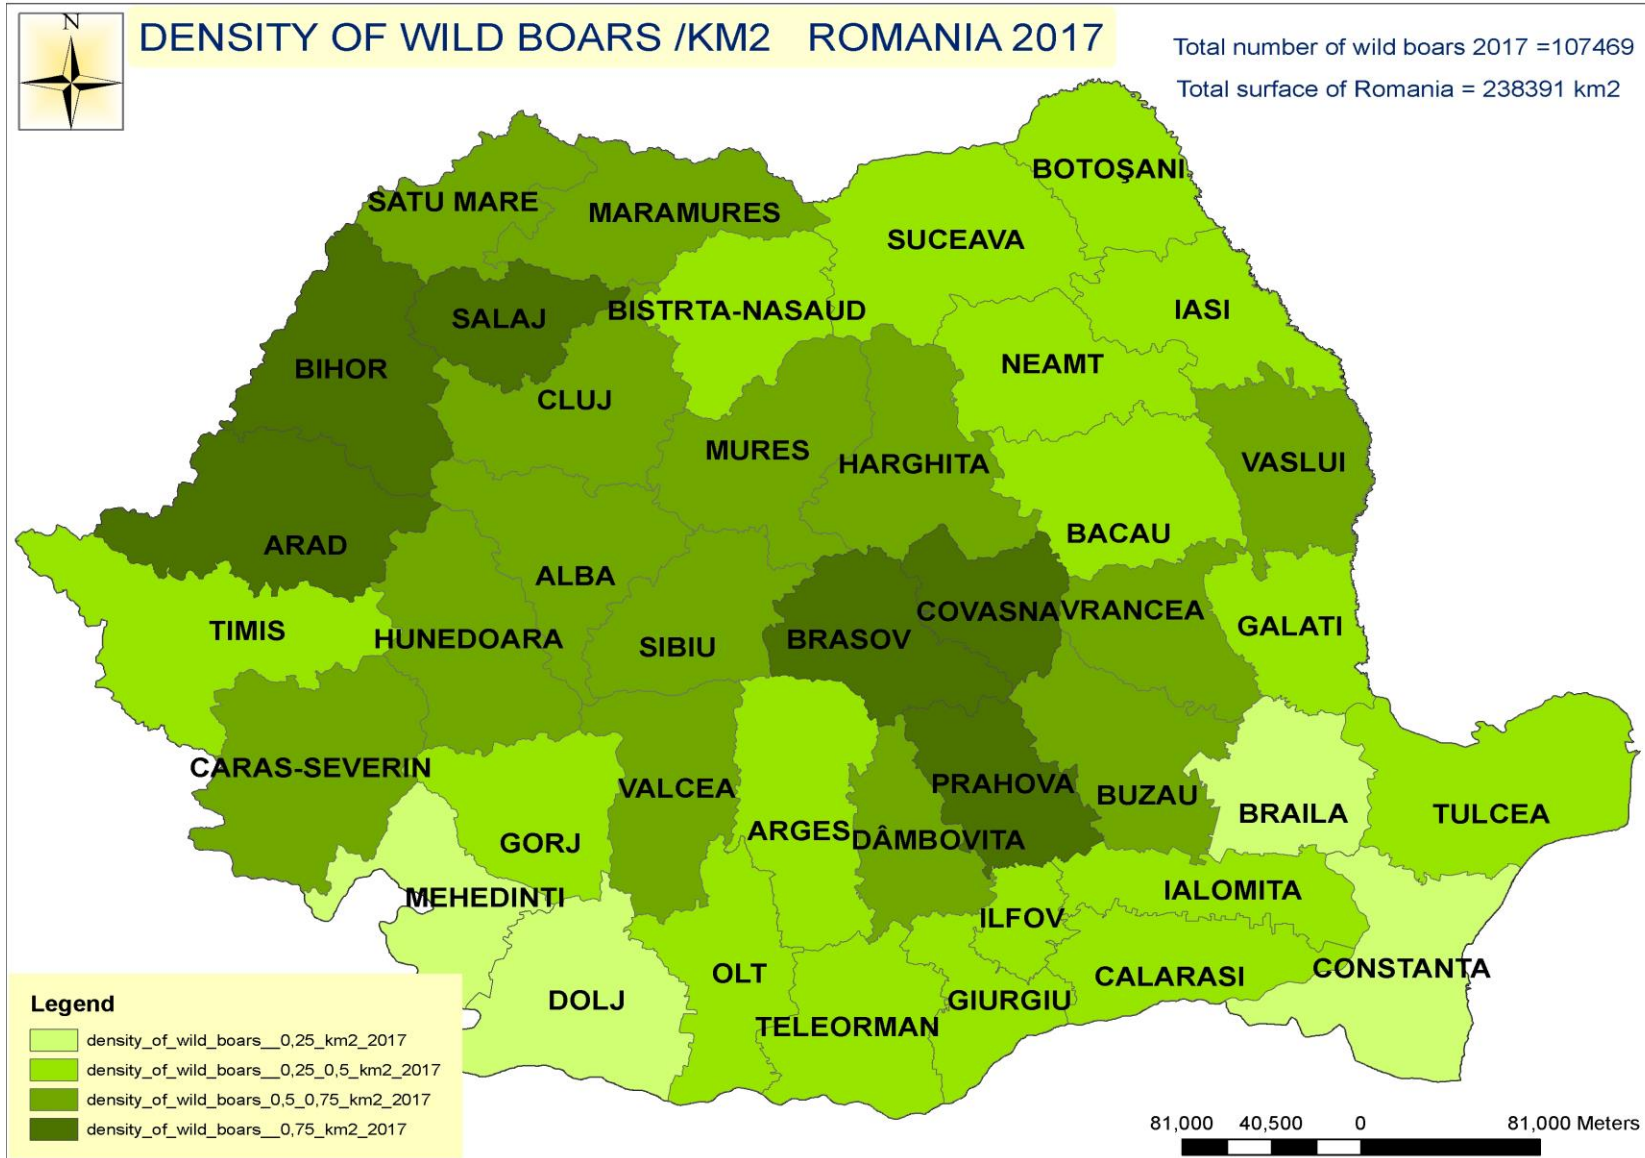 N
DENSITY OF WILD BOARS /KM2 ROMANIA 2017
Total number of wild boars 2017 =107469
Total surface of Romania = 238391 km2
BOTOŞANI
SATU MARE
MARAMURES
SUCEAVA
BISTRTA-NASAUD
IASI
SALAJ
NEAMT
BIHOR
CLUJ
MURES
HARGHITA
VASLUI
BACAU
ARAD
ALBA
COVASNA
VRANCEA
TIMIS
HUNEDOARA
SIBIU
BRASOV
GALATI
CARAS-SEVERIN
VALCEA
PRAHOVA
BUZAU
BRAILA
TULCEA
GORJ
ARGES
DÂMBOVITA
MEHEDINTI
IALOMITA
ILFOV
OLT
CALARASI
CONSTANTA
DOLJ
GIURGIU
TELEORMAN
Legend
density_of_wild_boars__0,25_km2_2017
density_of_wild_boars__0,25_0,5_km2_2017
density_of_wild_boars_0,5_0,75_km2_2017
density_of_wild_boars__0,75_km2_2017
81,000 40,500 0 81,000 Meters